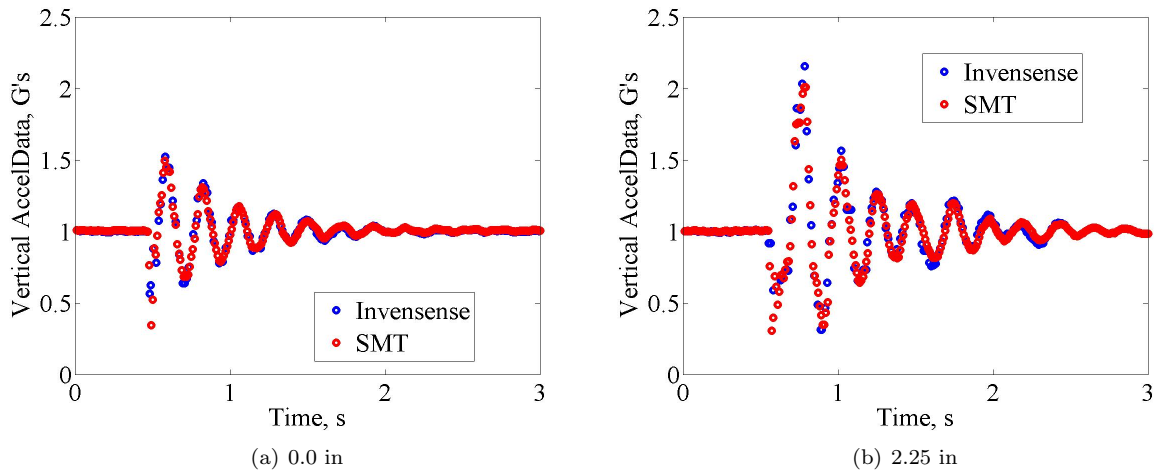 2.5
2
1.5
1
0.5
0
0
1
2
3
Vertical AccelData, G's
Time, s
Invensense
SMT
(a) 0.0 in
2.5
2
1.5
1
0.5
0
0
1
2
3
Vertical AccelData, G's
Time, s
Invensense
SMT
(b) 2.25 in